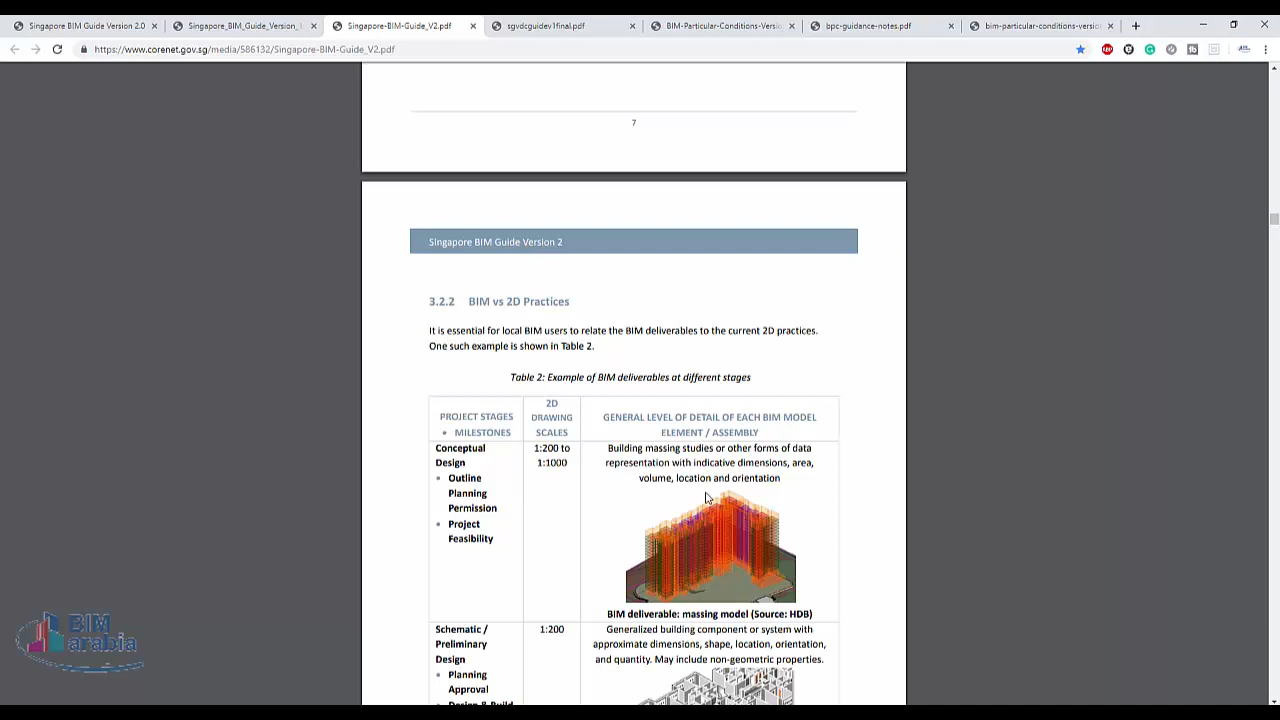 Singapore BIM Guide Version 2.0
Singapore_BIM_Guide_Version_
Singapore-BIM-Guide_V2.pdf
sgvdcguidev1final.pdf
BIM-Particular-Conditions-Versio
bpc-guidance-notes.pdf
bim-particular-conditions-versio
https://www.corenet.gov.sg/media/586132/Singapore-BIM-Guide_V2.pdf
7
Singapore BIM Guide Version 2
3.2.2 BIM vs 2D Practices
It is essential for local BIM users to relate the BIM deliverables to the current 2D practices.
One such example is shown in Table 2.
Table 2: Example of BIM deliverables at different stages
PROJECT STAGES
• MILESTONES
2D
DRAWING
SCALES
GENERAL LEVEL OF DETAIL OF EACH BIM MODEL
ELEMENT / ASSEMBLY
Conceptual
Design
• Outline
Planning
Permission
• Project
Feasibility
1:200 to
1:1000
Building massing studies or other forms of data
representation with indicative dimensions, area,
volume, location and orientation
BIM deliverable: massing model (Source: HDB)
Schematic /
Preliminary
Design
• Planning
Approval
• Design & Build
1:200
Generalized building component or system with
approximate dimensions, shape, location, orientation,
and quantity. May include non-geometric properties.
BIM
arabia